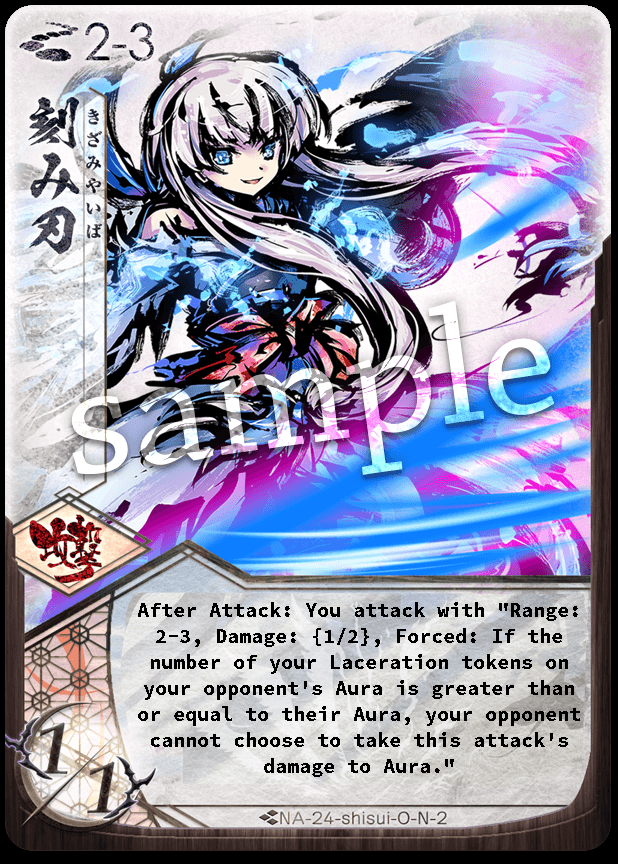 2-3
刻み刃
きざみやいば
sample
攻撃
After Attack: You attack with "Range:
2-3, Damage: {1/2}, Forced: If the
number of your Laceration tokens on
your opponent's Aura is greater than
or equal to their Aura, your opponent
cannot choose to take this attack's
damage to Aura."
1/1
NA-24-shisui-O-N-2